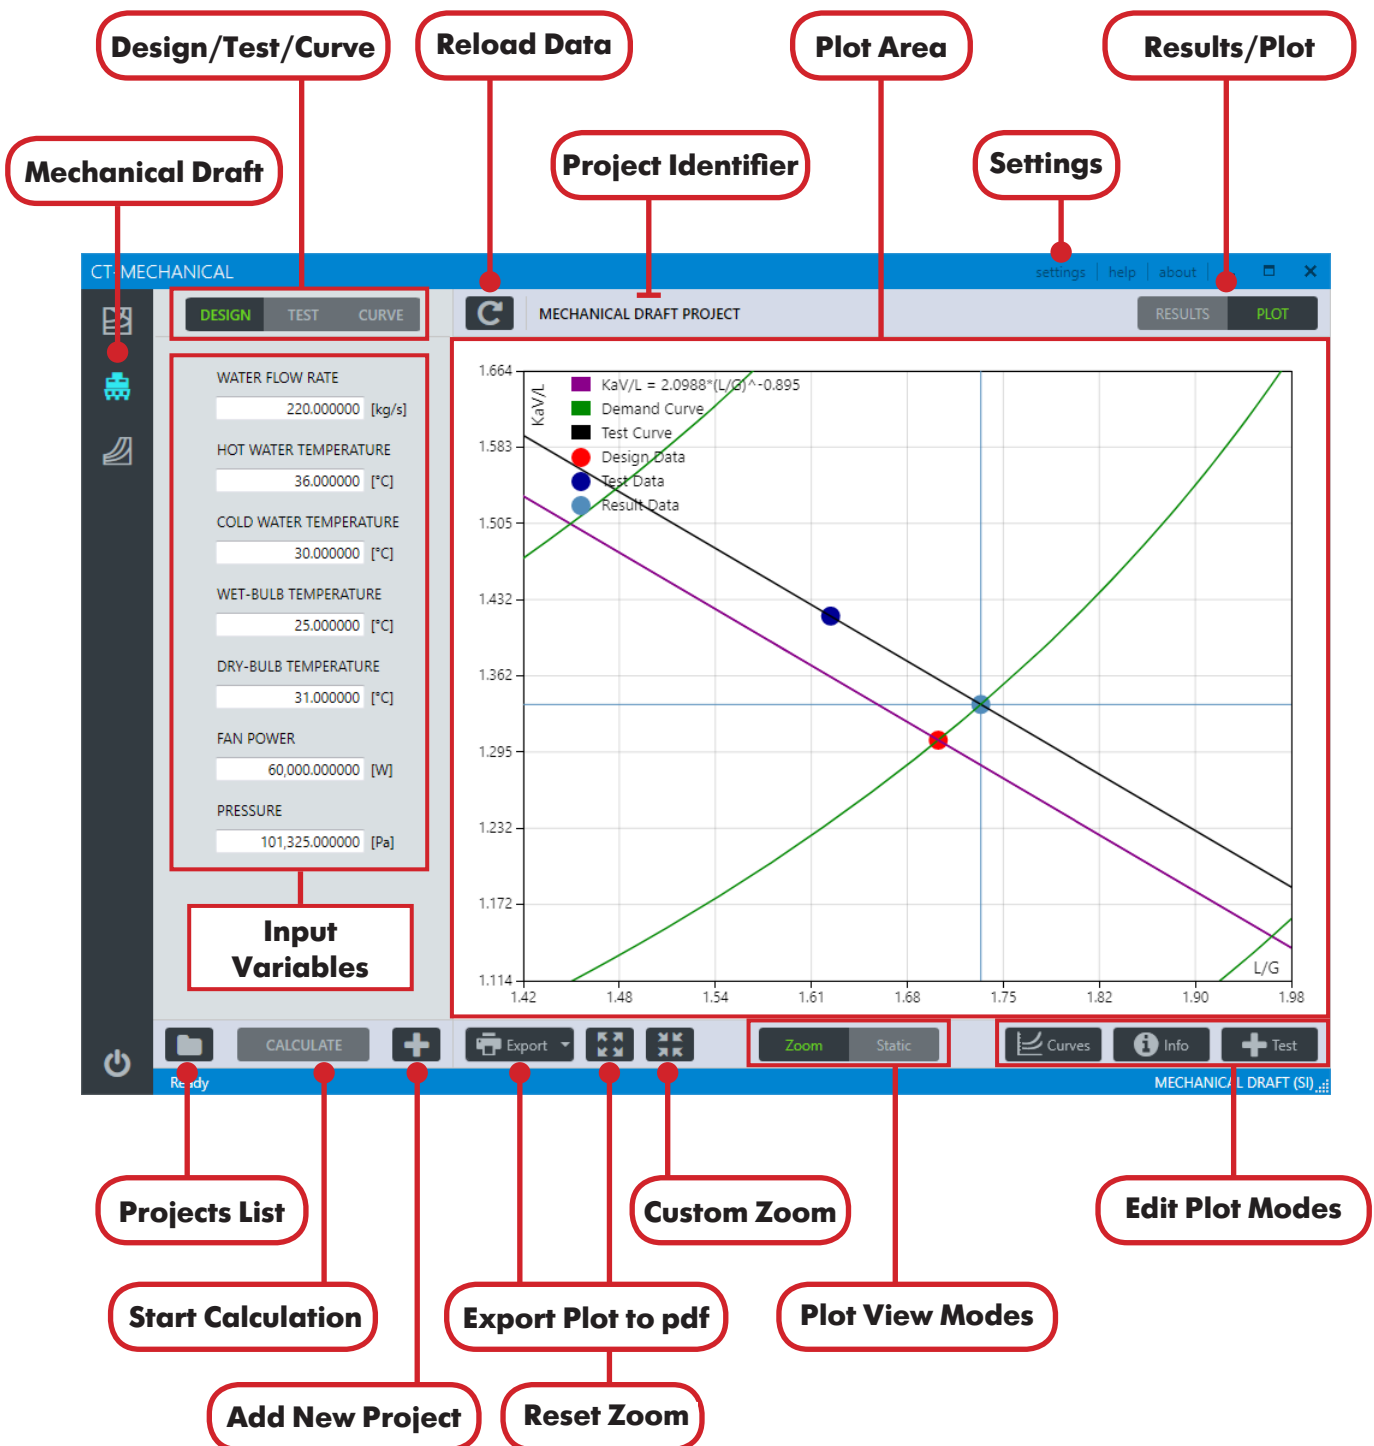 Design/Test/Curve
Reload Data
Plot Area
Results/Plot
Mechanical Draft
Project Identifier
Settings
CT-MECHANICAL
settings
help
about
DESIGN
TEST
CURVE
MECHANICAL DRAFT PROJECT
RESULTS
PLOT
WATER FLOW RATE
220.000000 [kg/s]
HOT WATER TEMPERATURE
36.000000 [°C]
COLD WATER TEMPERATURE
30.000000 [°C]
WET-BULB TEMPERATURE
25.000000 [°C]
DRY-BULB TEMPERATURE
31.000000 [°C]
FAN POWER
60,000.000000 [W]
PRESSURE
101,325.000000 [Pa]
Input
Variables
KaV/L
KaV/L = 2.0988*(L/G)^-0.895
Demand Curve
Test Curve
Design Data
Test Data
Result Data
1.664
1.583
1.505
1.432
1.362
1.295
1.232
1.172
1.114
L/G
1.42 1.48 1.54 1.61 1.68 1.75 1.82 1.90 1.98
CALCULATE
Export
Zoom
Static
Curves
Info
Test
Ready
MECHANICAL DRAFT (SI)
Projects List
Custom Zoom
Edit Plot Modes
Start Calculation
Export Plot to pdf
Plot View Modes
Add New Project
Reset Zoom